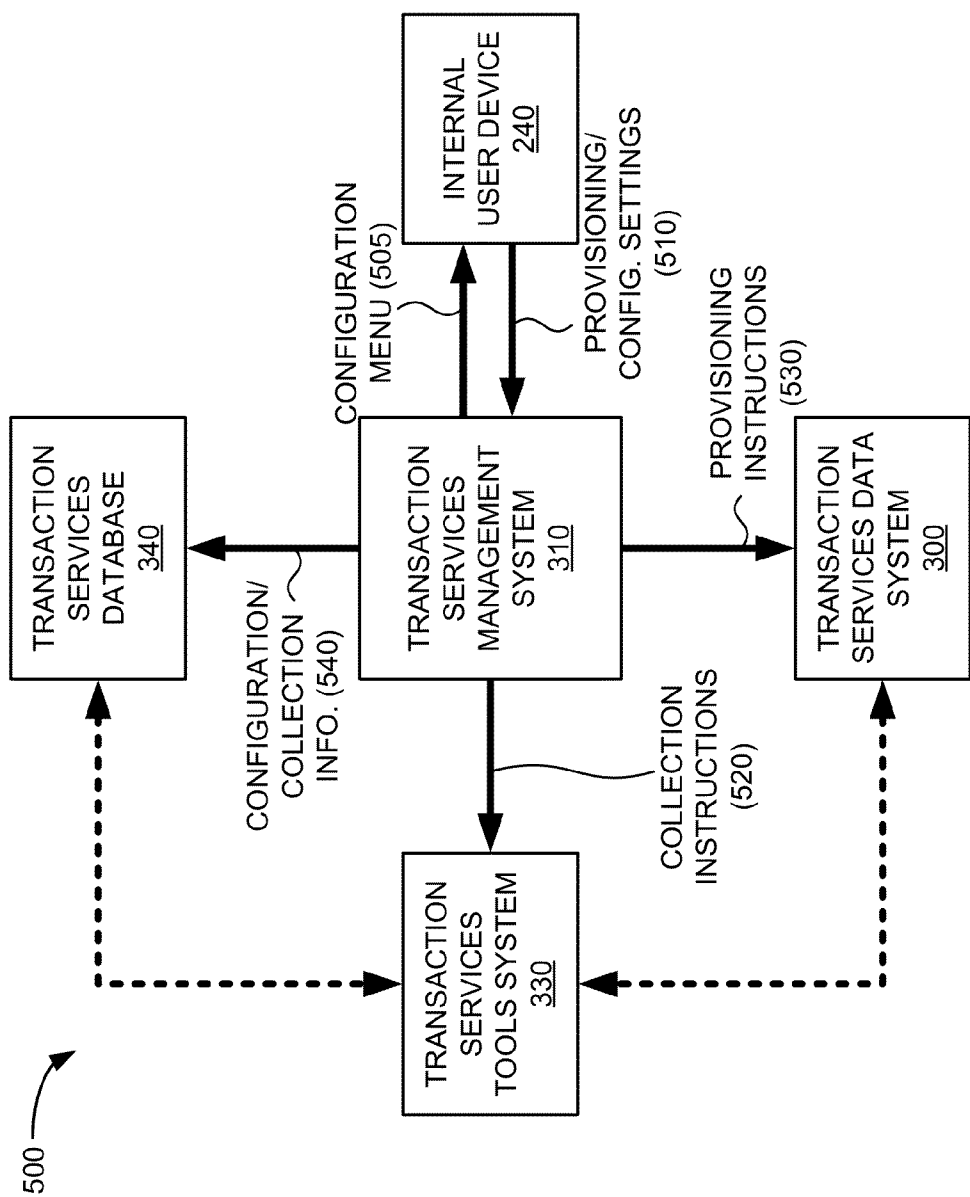 500
TRANSACTION
SERVICES
DATABASE
340
CONFIGURATION/
COLLECTION
INFO. (540)
CONFIGURATION
MENU (505)
INTERNAL
USER DEVICE
240
PROVISIONING/
CONFIG. SETTINGS
(510)
TRANSACTION
SERVICES
MANAGEMENT
SYSTEM
310
TRANSACTION
SERVICES
TOOLS SYSTEM
330
COLLECTION
INSTRUCTIONS
(520)
PROVISIONING
INSTRUCTIONS
(530)
TRANSACTION
SERVICES DATA
SYSTEM
300